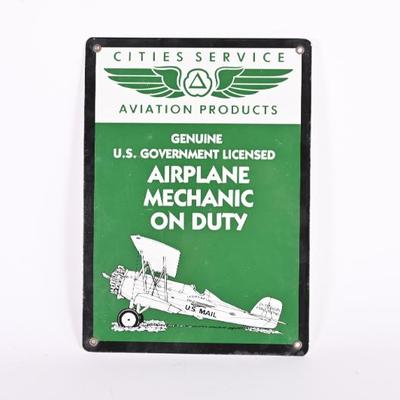 CITIES SERVICE
AVIATION PRODUCTS
GENUINE
U.S. GOVERNMENT LICENSED
AIRPLANE
MECHANIC
ON DUTY
U.S. MAIL